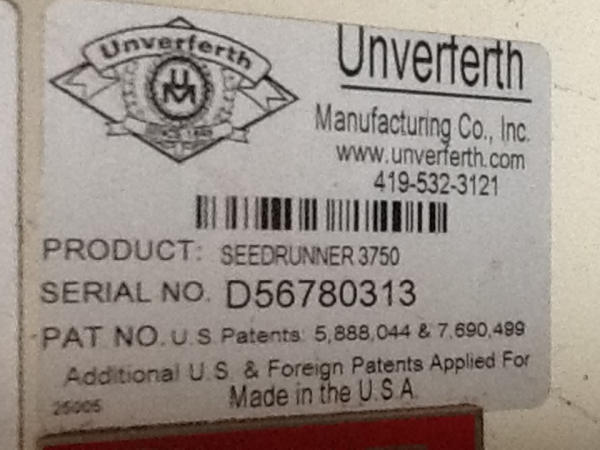 Unverferth
UM
Unverferth
Manufacturing Co., Inc.
www.unverferth.com
419-532-3121
PRODUCT: SEEDRUNNER 3750
SERIAL NO. D56780313
PAT NO. U.S. Patents: 5,888,044 & 7,690,499
Additional U.S. & Foreign Patents Applied For
Made in the U.S.A.
25005